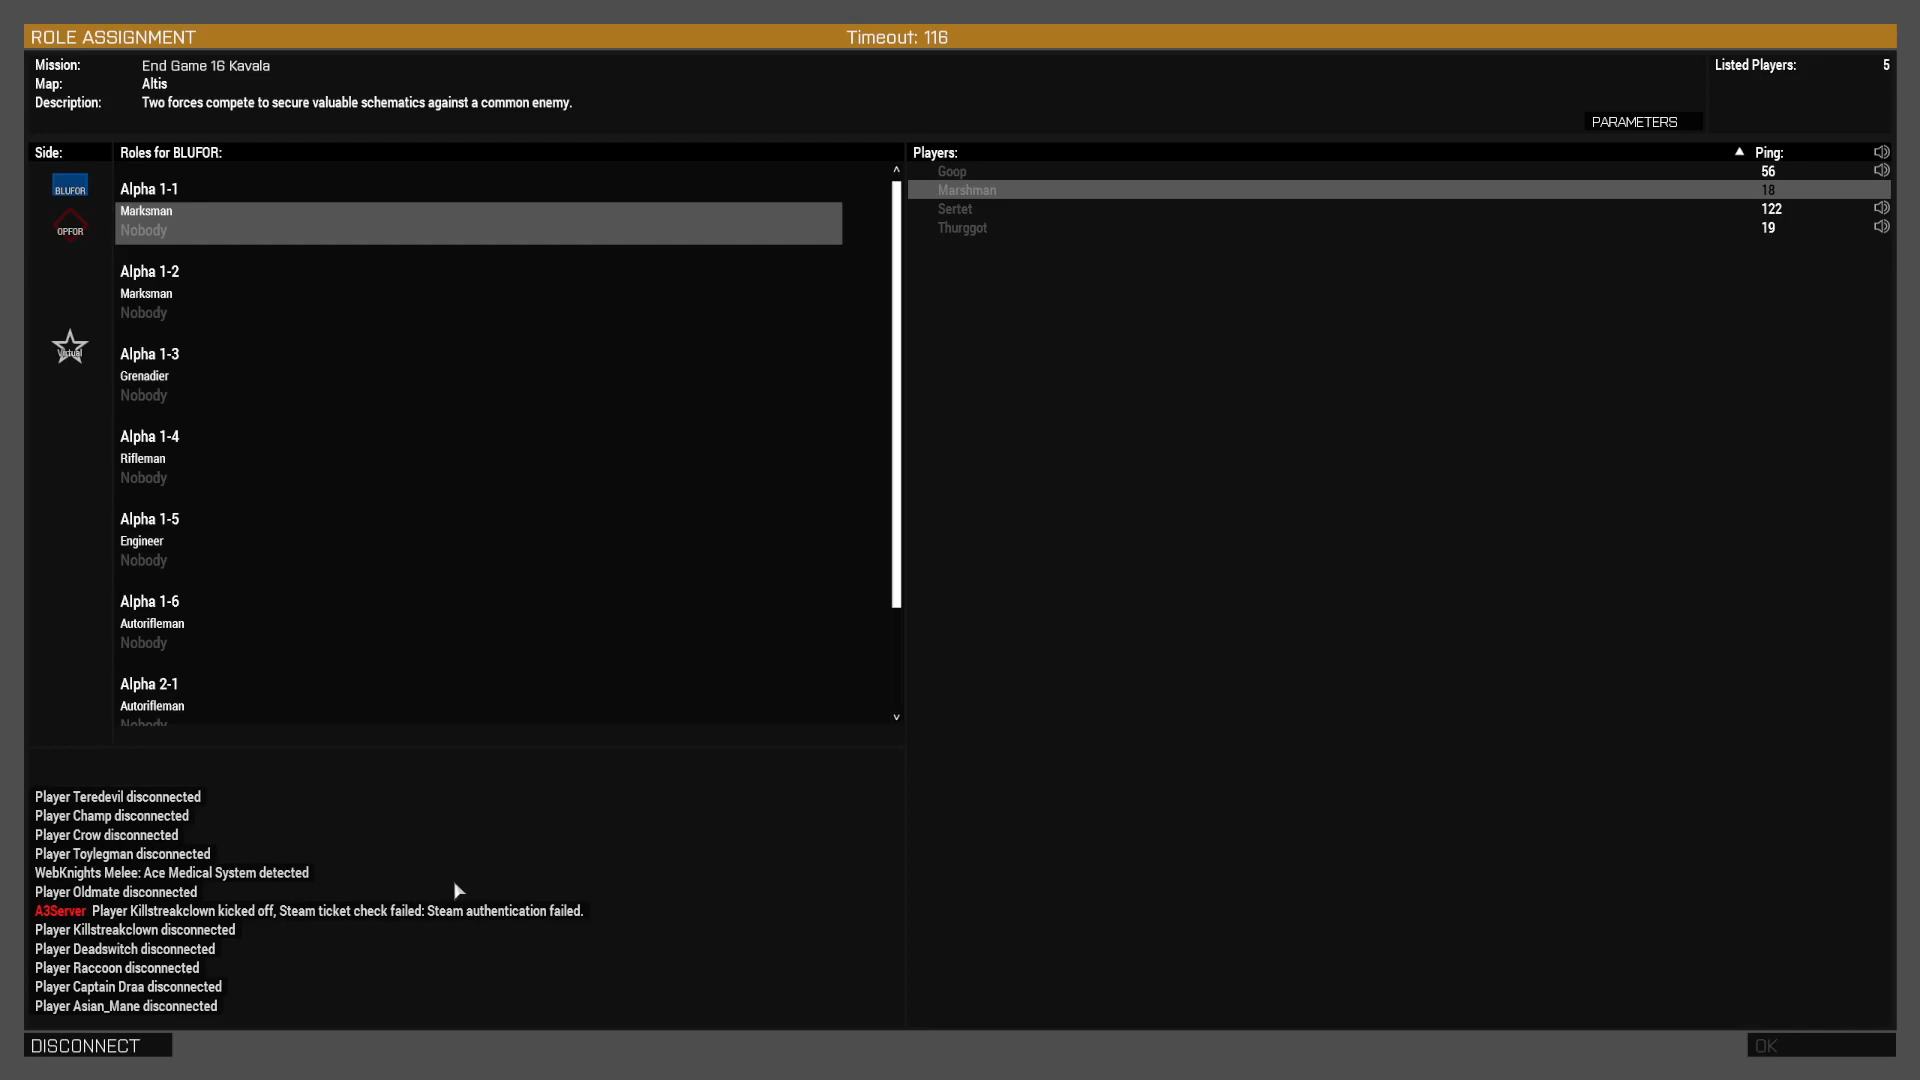 ROLE ASSIGNMENT
Timeout: 116
Mission: End Game 16 Kavala
Map: Altis
Description: Two forces compete to secure valuable schematics against a common enemy.
Listed Players: 5
PARAMETERS
Side:
BLUFOR
OPFOR
Virtual
Roles for BLUFOR:
Alpha 1-1
Marksman
Nobody
Alpha 1-2
Marksman
Nobody
Alpha 1-3
Grenadier
Nobody
Alpha 1-4
Rifleman
Nobody
Alpha 1-5
Engineer
Nobody
Alpha 1-6
Autorifleman
Nobody
Alpha 2-1
Autorifleman
Nobody
Players: Ping:
Goop 56
Marshman 18
Sertet 122
Thurggot 19
Player Teredevil disconnected
Player Champ disconnected
Player Crow disconnected
Player Toylegman disconnected
WebKnights Melee: Ace Medical System detected
Player Oldmate disconnected
A3Server Player Killstreakclown kicked off, Steam ticket check failed: Steam authentication failed.
Player Killstreakclown disconnected
Player Deadswitch disconnected
Player Raccoon disconnected
Player Captain Draa disconnected
Player Asian_Mane disconnected
DISCONNECT
OK